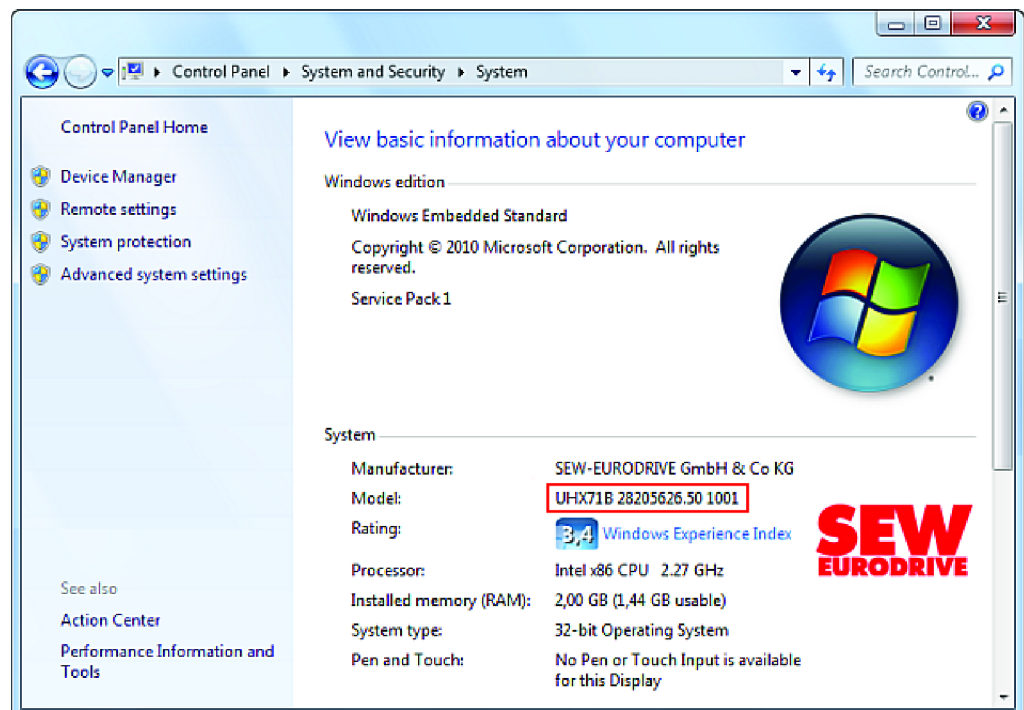 Control Panel ▸ System and Security ▸ System
Search Control...
Control Panel Home
Device Manager
Remote settings
System protection
Advanced system settings
See also
Action Center
Performance Information and
Tools
View basic information about your computer
Windows edition
Windows Embedded Standard
Copyright © 2010 Microsoft Corporation. All rights
reserved.
Service Pack 1
System
Manufacturer: SEW-EURODRIVE GmbH & Co KG
Model: UHX71B 28205626.50 1001
Rating: 3,4 Windows Experience Index
Processor: Intel x86 CPU 2.27 GHz
Installed memory (RAM): 2,00 GB (1,44 GB usable)
System type: 32-bit Operating System
Pen and Touch: No Pen or Touch Input is available
for this Display
SEW
EURODRIVE